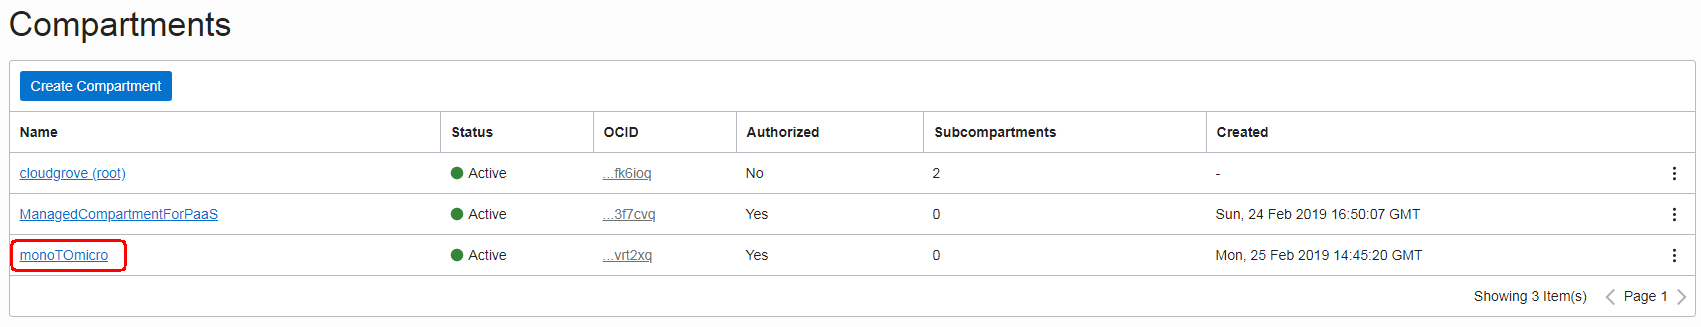 Compartments
Create Compartment
Name Status OCID Authorized Subcompartments Created
cloudgrove (root) Active ...fk6ioq No 2 -
ManagedCompartmentForPaaS Active ...3f7cvq Yes 0 Sun, 24 Feb 2019 16:50:07 GMT
monoTOmicro Active ...vrt2xq Yes 0 Mon, 25 Feb 2019 14:45:20 GMT
Showing 3 Item(s) Page 1